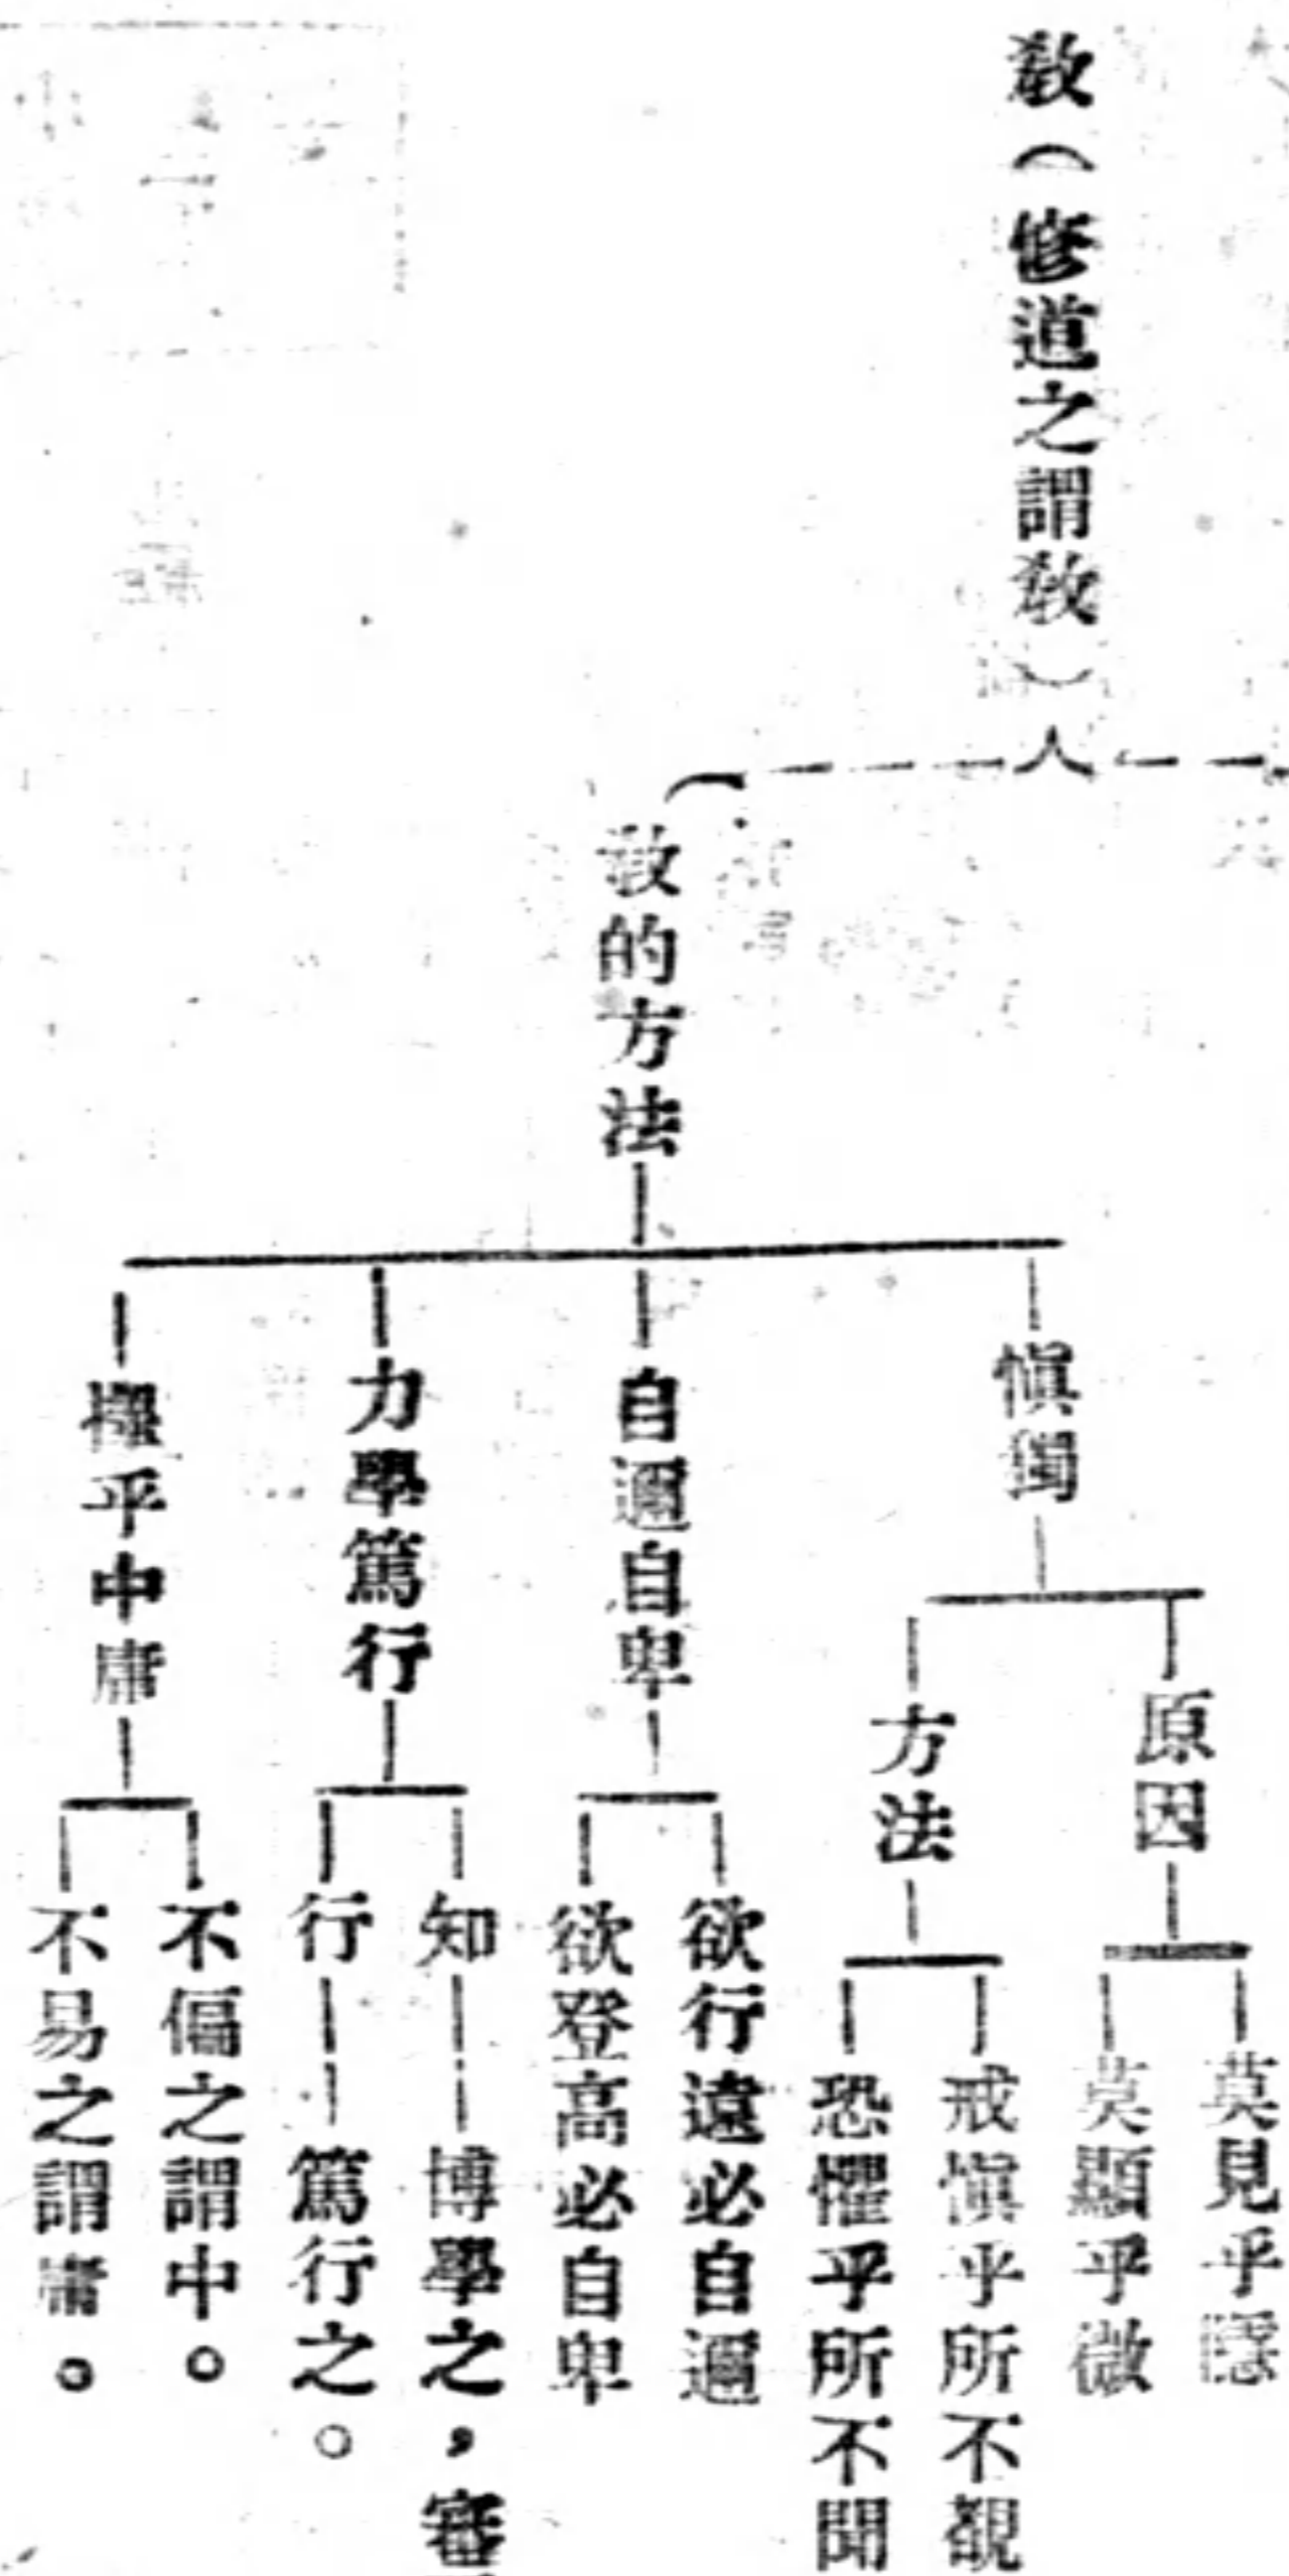 教（修道之謂教）人
教的方法
慎獨
原因
莫見乎隱
莫顯乎微
方法
戒慎乎所不覩
恐懼乎所不聞
自邇自卑
欲行遠必自邇
欲登高必自卑
力學篤行
知——博學之，審
行——篤行之。
擇乎中庸
不偏之謂中。
不易之謂庸。